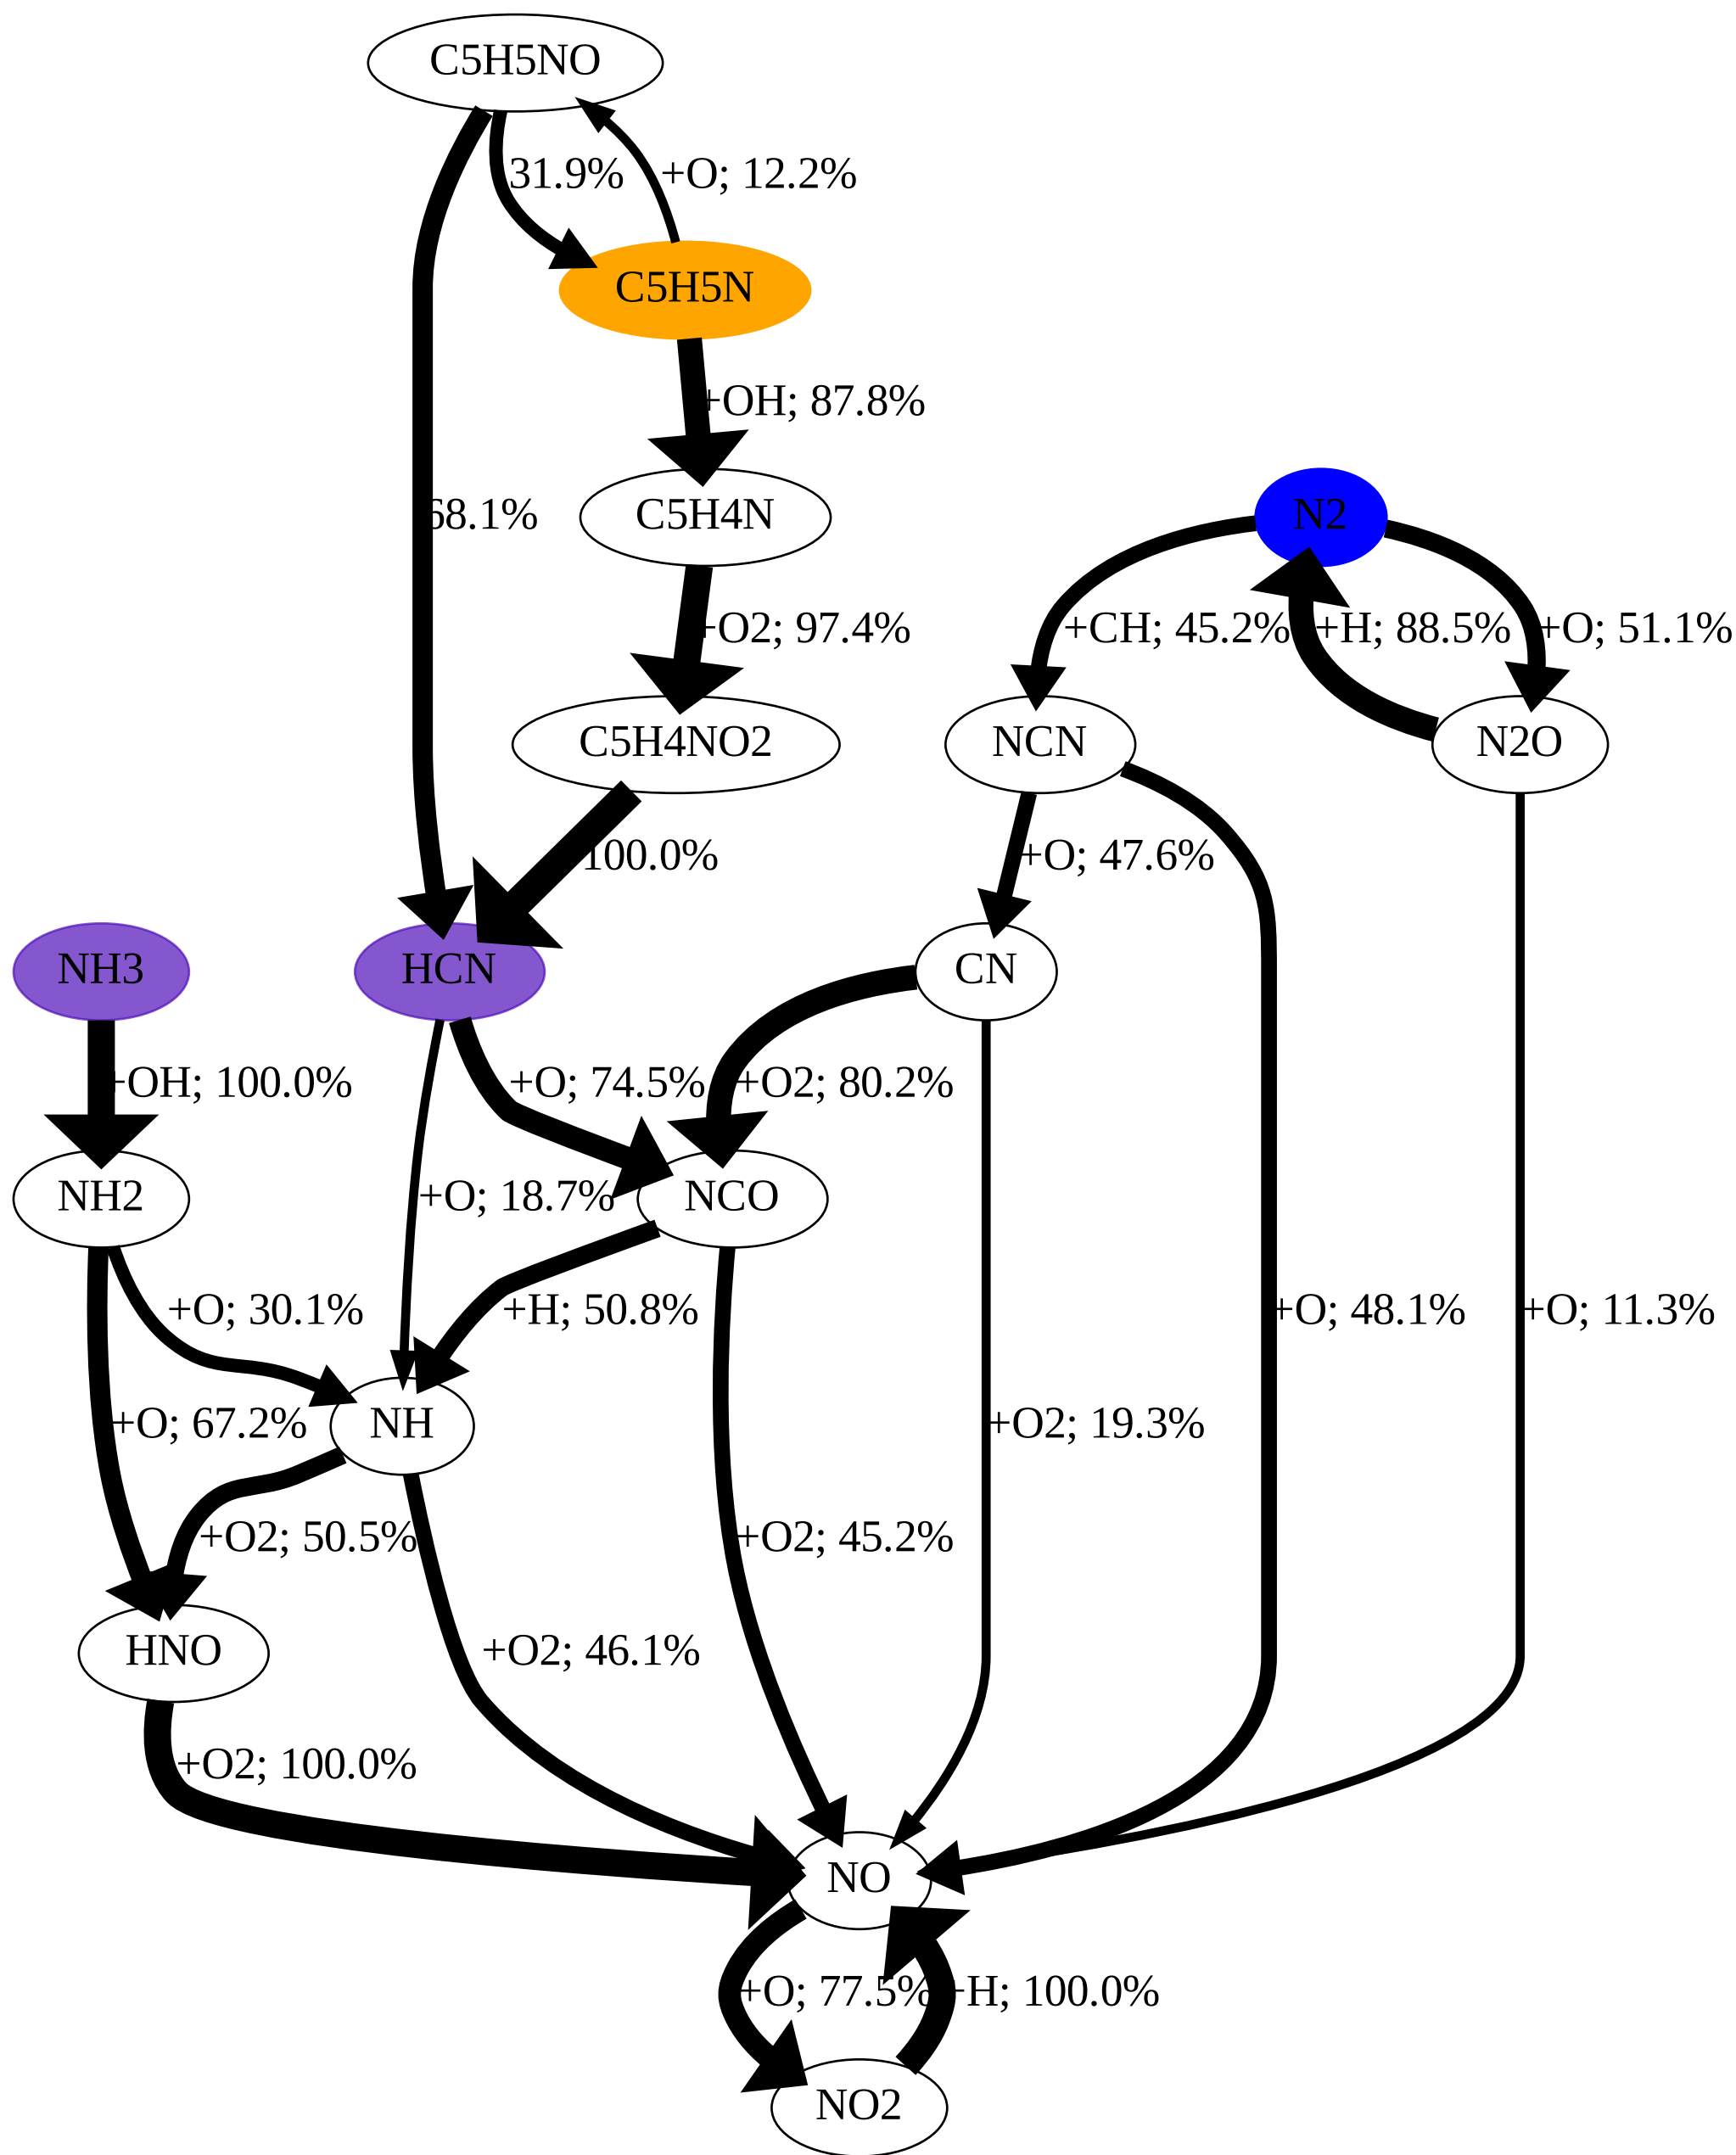 C5H5NO
31.9%
+O; 12.2%
C5H5N
+OH; 87.8%
68.1%
C5H4N
N2
+O2; 97.4%
+CH; 45.2%
+H; 88.5%
+O; 51.1%
C5H4NO2
NCN
N2O
100.0%
+O; 47.6%
NH3
HCN
CN
+OH; 100.0%
+O; 74.5%
+O2; 80.2%
NH2
+O; 18.7%
NCO
+O; 30.1%
+H; 50.8%
+O; 48.1%
+O; 11.3%
+O; 67.2%
NH
+O2; 19.3%
+O2; 50.5%
+O2; 45.2%
HNO
+O2; 46.1%
+O2; 100.0%
NO
+O; 77.5%
+H; 100.0%
NO2